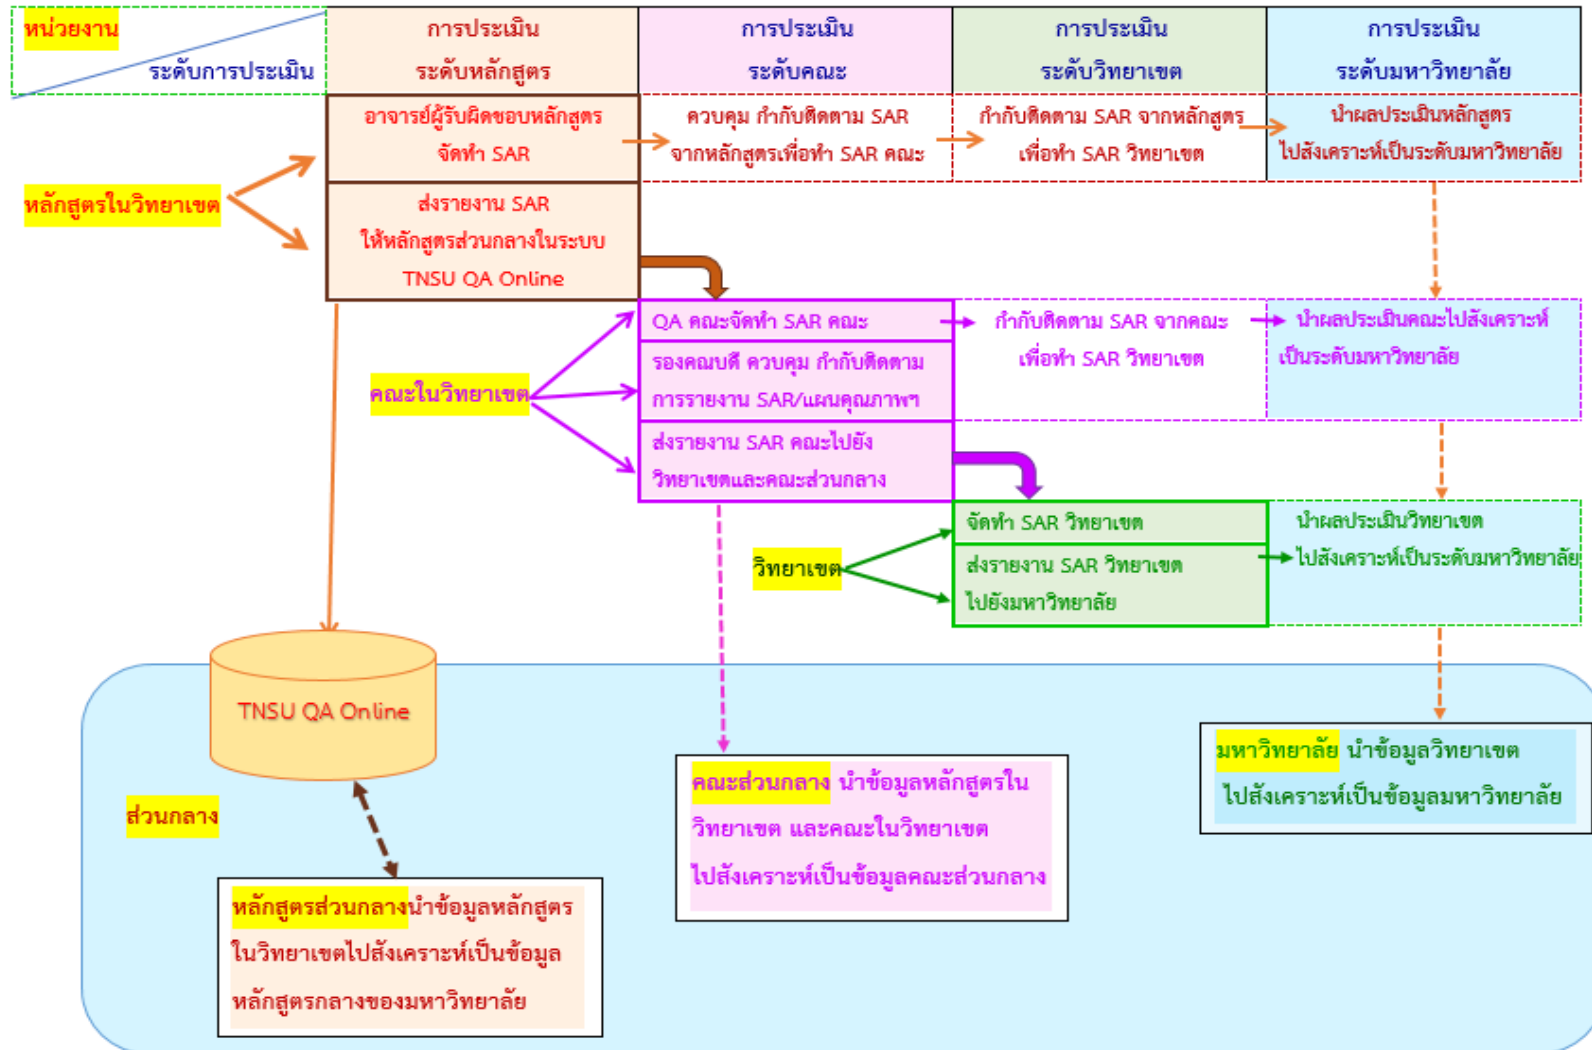 หน่วยงาน
ระดับการประเมิน
การประเมิน
ระดับหลักสูตร
การประเมิน
ระดับคณะ
การประเมิน
ระดับวิทยาเขต
การประเมิน
ระดับมหาวิทยาลัย
หลักสูตรในวิทยาเขต
อาจารย์ผู้รับผิดชอบหลักสูตร
จัดทำ SAR
ควบคุม กำกับติดตาม SAR
จากหลักสูตรเพื่อทำ SAR คณะ
กำกับติดตาม SAR จากหลักสูตร
เพื่อทำ SAR วิทยาเขต
นำผลประเมินหลักสูตร
ไปสังเคราะห์เป็นระดับมหาวิทยาลัย
ส่งรายงาน SAR
ให้หลักสูตรส่วนกลางในระบบ
TNSU QA Online
คณะในวิทยาเขต
QA คณะจัดทำ SAR คณะ
กำกับติดตาม SAR จากคณะ
เพื่อทำ SAR วิทยาเขต
นำผลประเมินคณะไปสังเคราะห์
เป็นระดับมหาวิทยาลัย
รองคณบดี ควบคุม กำกับติดตาม
การรายงาน SAR/แผนคุณภาพฯ
ส่งรายงาน SAR คณะไปยัง
วิทยาเขตและคณะส่วนกลาง
วิทยาเขต
จัดทำ SAR วิทยาเขต
ส่งรายงาน SAR วิทยาเขต
ไปยังมหาวิทยาลัย
นำผลประเมินวิทยาเขต
ไปสังเคราะห์เป็นระดับมหาวิทยาลัย
TNSU QA Online
ส่วนกลาง
หลักสูตรส่วนกลางนำข้อมูลหลักสูตร
ในวิทยาเขตไปสังเคราะห์เป็นข้อมูล
หลักสูตรกลางของมหาวิทยาลัย
คณะส่วนกลาง นำข้อมูลหลักสูตรใน
วิทยาเขต และคณะในวิทยาเขต
ไปสังเคราะห์เป็นข้อมูลคณะส่วนกลาง
มหาวิทยาลัย นำข้อมูลวิทยาเขต
ไปสังเคราะห์เป็นข้อมูลมหาวิทยาลัย